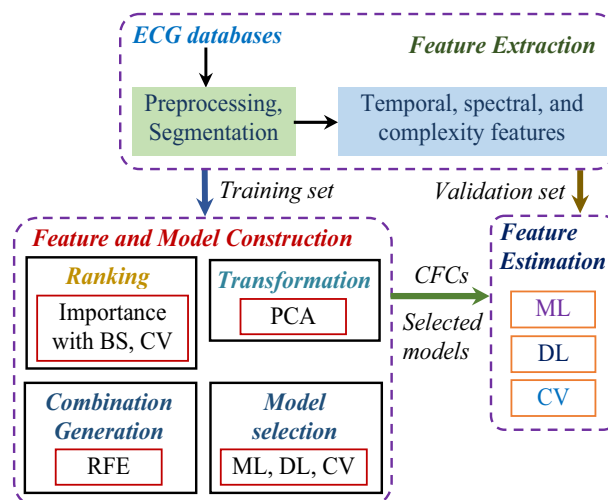 ECG databases
Feature Extraction
Preprocessing,
Segmentation
Temporal, spectral, and
complexity features
Training set
Validation set
Feature and Model Construction
Ranking
Importance
with BS, CV
Transformation
PCA
Combination
Generation
RFE
Model
selection
ML, DL, CV
CFCs
Selected
models
Feature
Estimation
ML
DL
CV